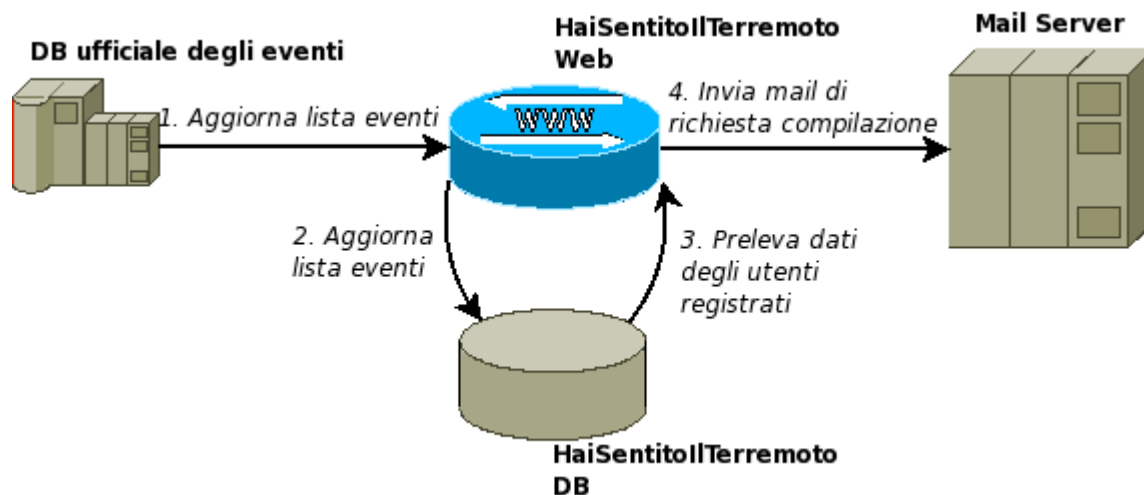 DB ufficiale degli eventi
HaiSentitoIlTerremoto
Web
Mail Server
1. Aggiorna lista eventi
WWW
4. Invia mail di
richiesta compilazione
2. Aggiorna
lista eventi
3. Preleva dati
degli utenti
registrati
HaiSentitoIlTerremoto
DB